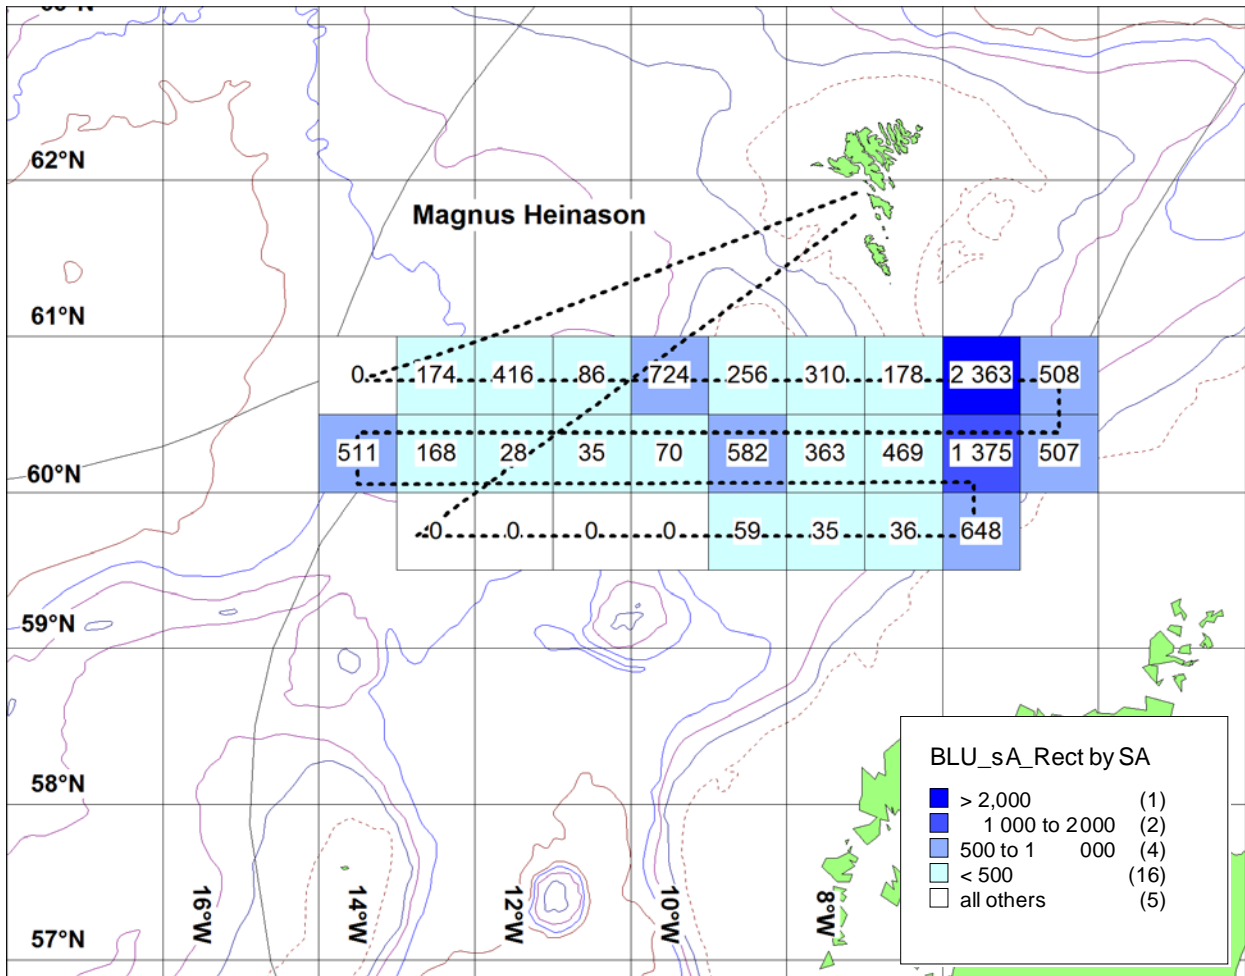 62°N
Magnus Heinason
61°N
0 174 416 86 724 256 310 178 2 363 508
511 168 28 35 70 582 363 469 1 375 507
60°N
0 0 0 0 59 35 36 648
59°N
58°N
57°N
16°W 14°W 12°W 10°W 8°W
BLU_sA_Rect by SA
> 2,000 (1)
1 000 to 2 000 (2)
500 to 1 000 (4)
< 500 (16)
all others (5)